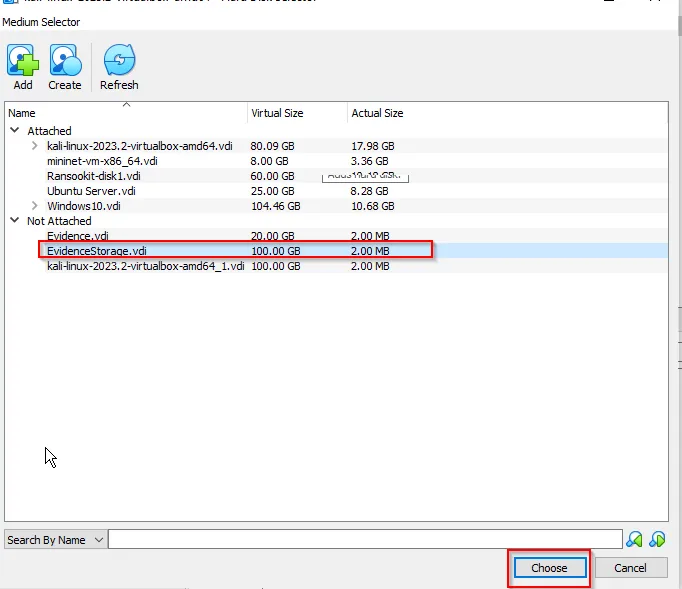 Medium Selector
Add Create Refresh
Name Virtual Size Actual Size
Attached
kali-linux-2023.2-virtualbox-amd64.vdi 80.09 GB 17.98 GB
mininet-vm-x86_64.vdi 8.00 GB 3.36 GB
Ransookit-disk1.vdi 60.00 GB
Ubuntu Server.vdi 25.00 GB 8.28 GB
Windows10.vdi 104.46 GB 10.68 GB
Not Attached
Evidence.vdi 20.00 GB 2.00 MB
EvidenceStorage.vdi 100.00 GB 2.00 MB
kali-linux-2023.2-virtualbox-amd64_1.vdi 100.00 GB 2.00 MB
Search By Name
Choose Cancel